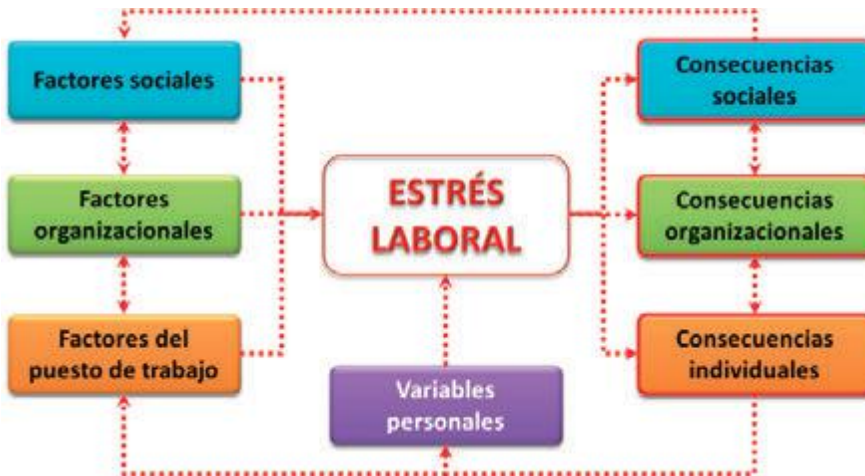 Factores sociales
Factores
organizacionales
Factores del
puesto de trabajo
ESTRÉS
LABORAL
Variables
personales
Consecuencias
sociales
Consecuencias
organizacionales
Consecuencias
individuales